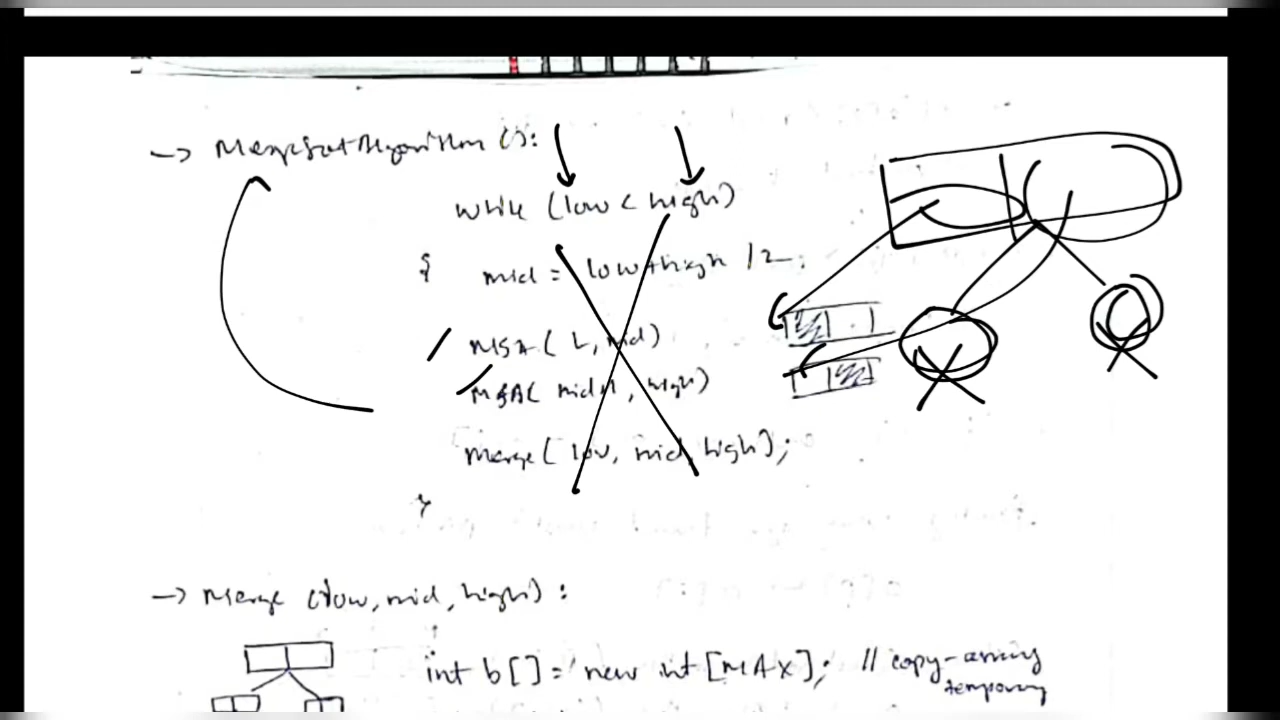 -> MergeSortAlgorithm ():
while (low < high)
{ mid = low+high /2;
MSA( L, mid)
MSA( mid+1, high)
Merge( low, mid, high);
}
-> Merge (low, mid, high) :
int b[] = new int [MAX]; // copy-array
temporary